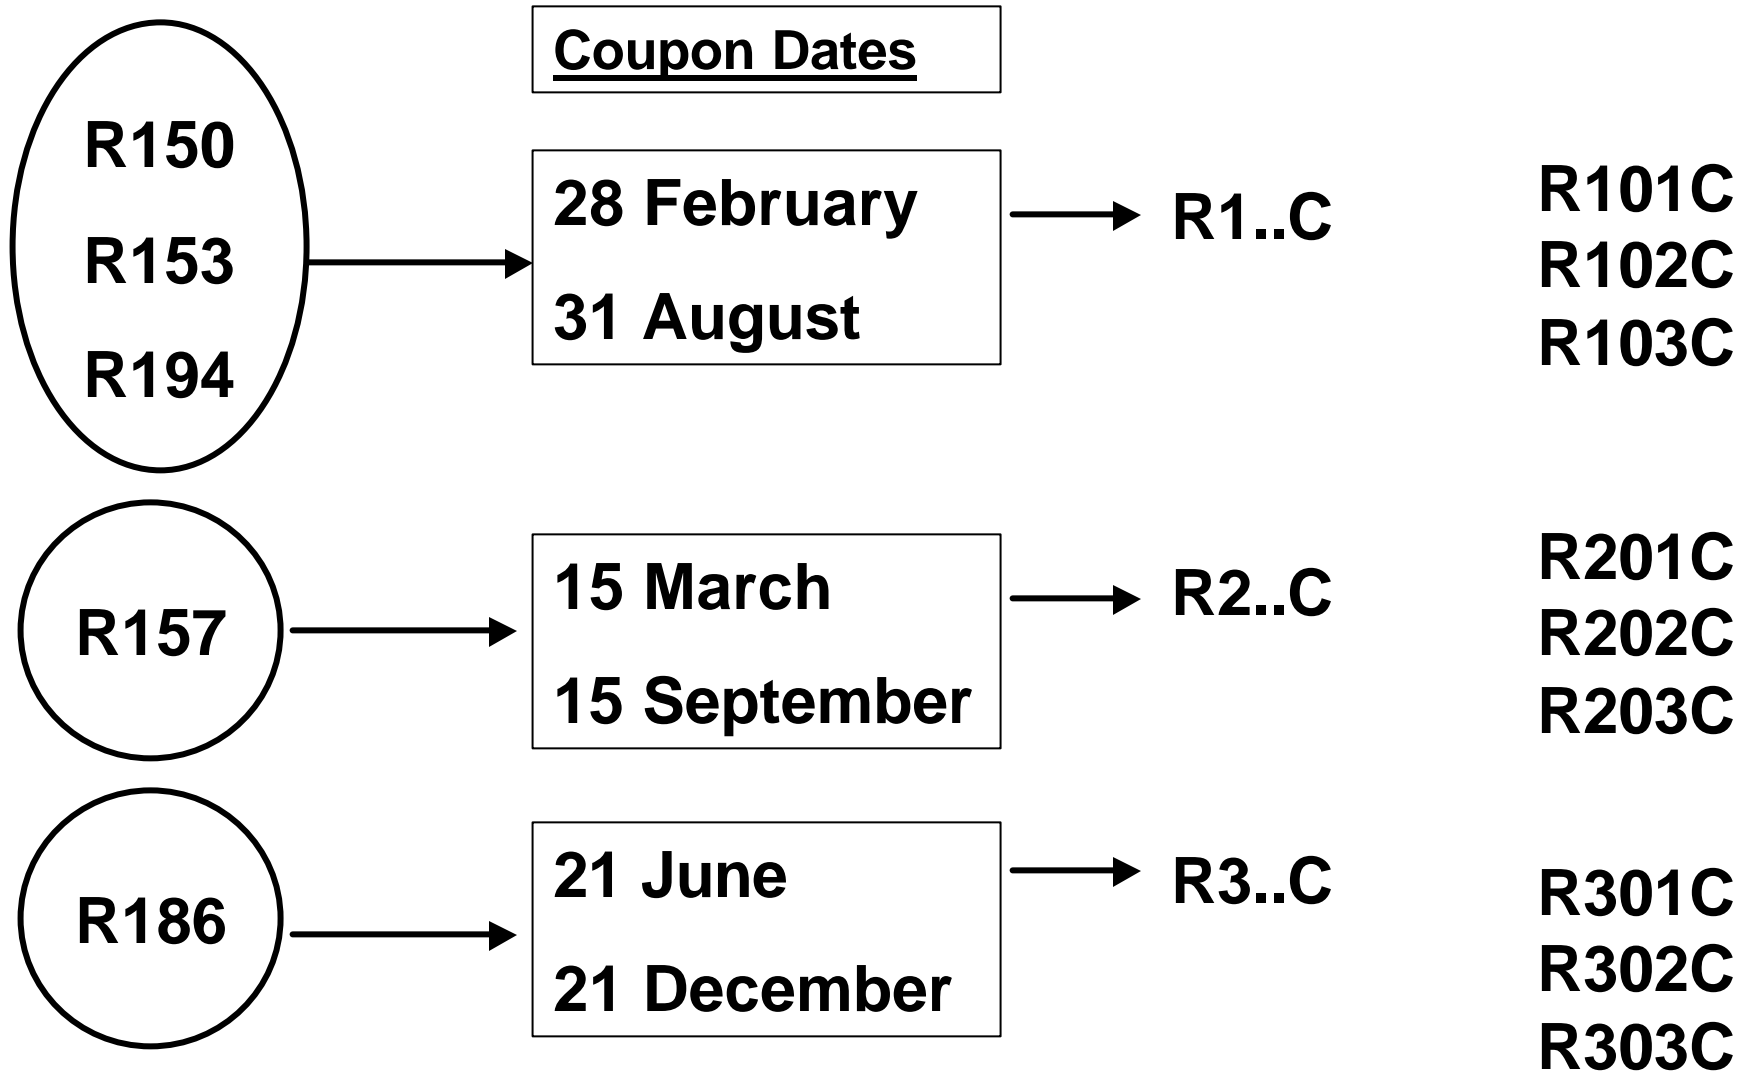 Coupon Dates
R150
R153
R194
28 February
31 August
R1..C
R101C
R102C
R103C
R157
15 March
15 September
R2..C
R201C
R202C
R203C
R186
21 June
21 December
R3..C
R301C
R302C
R303C